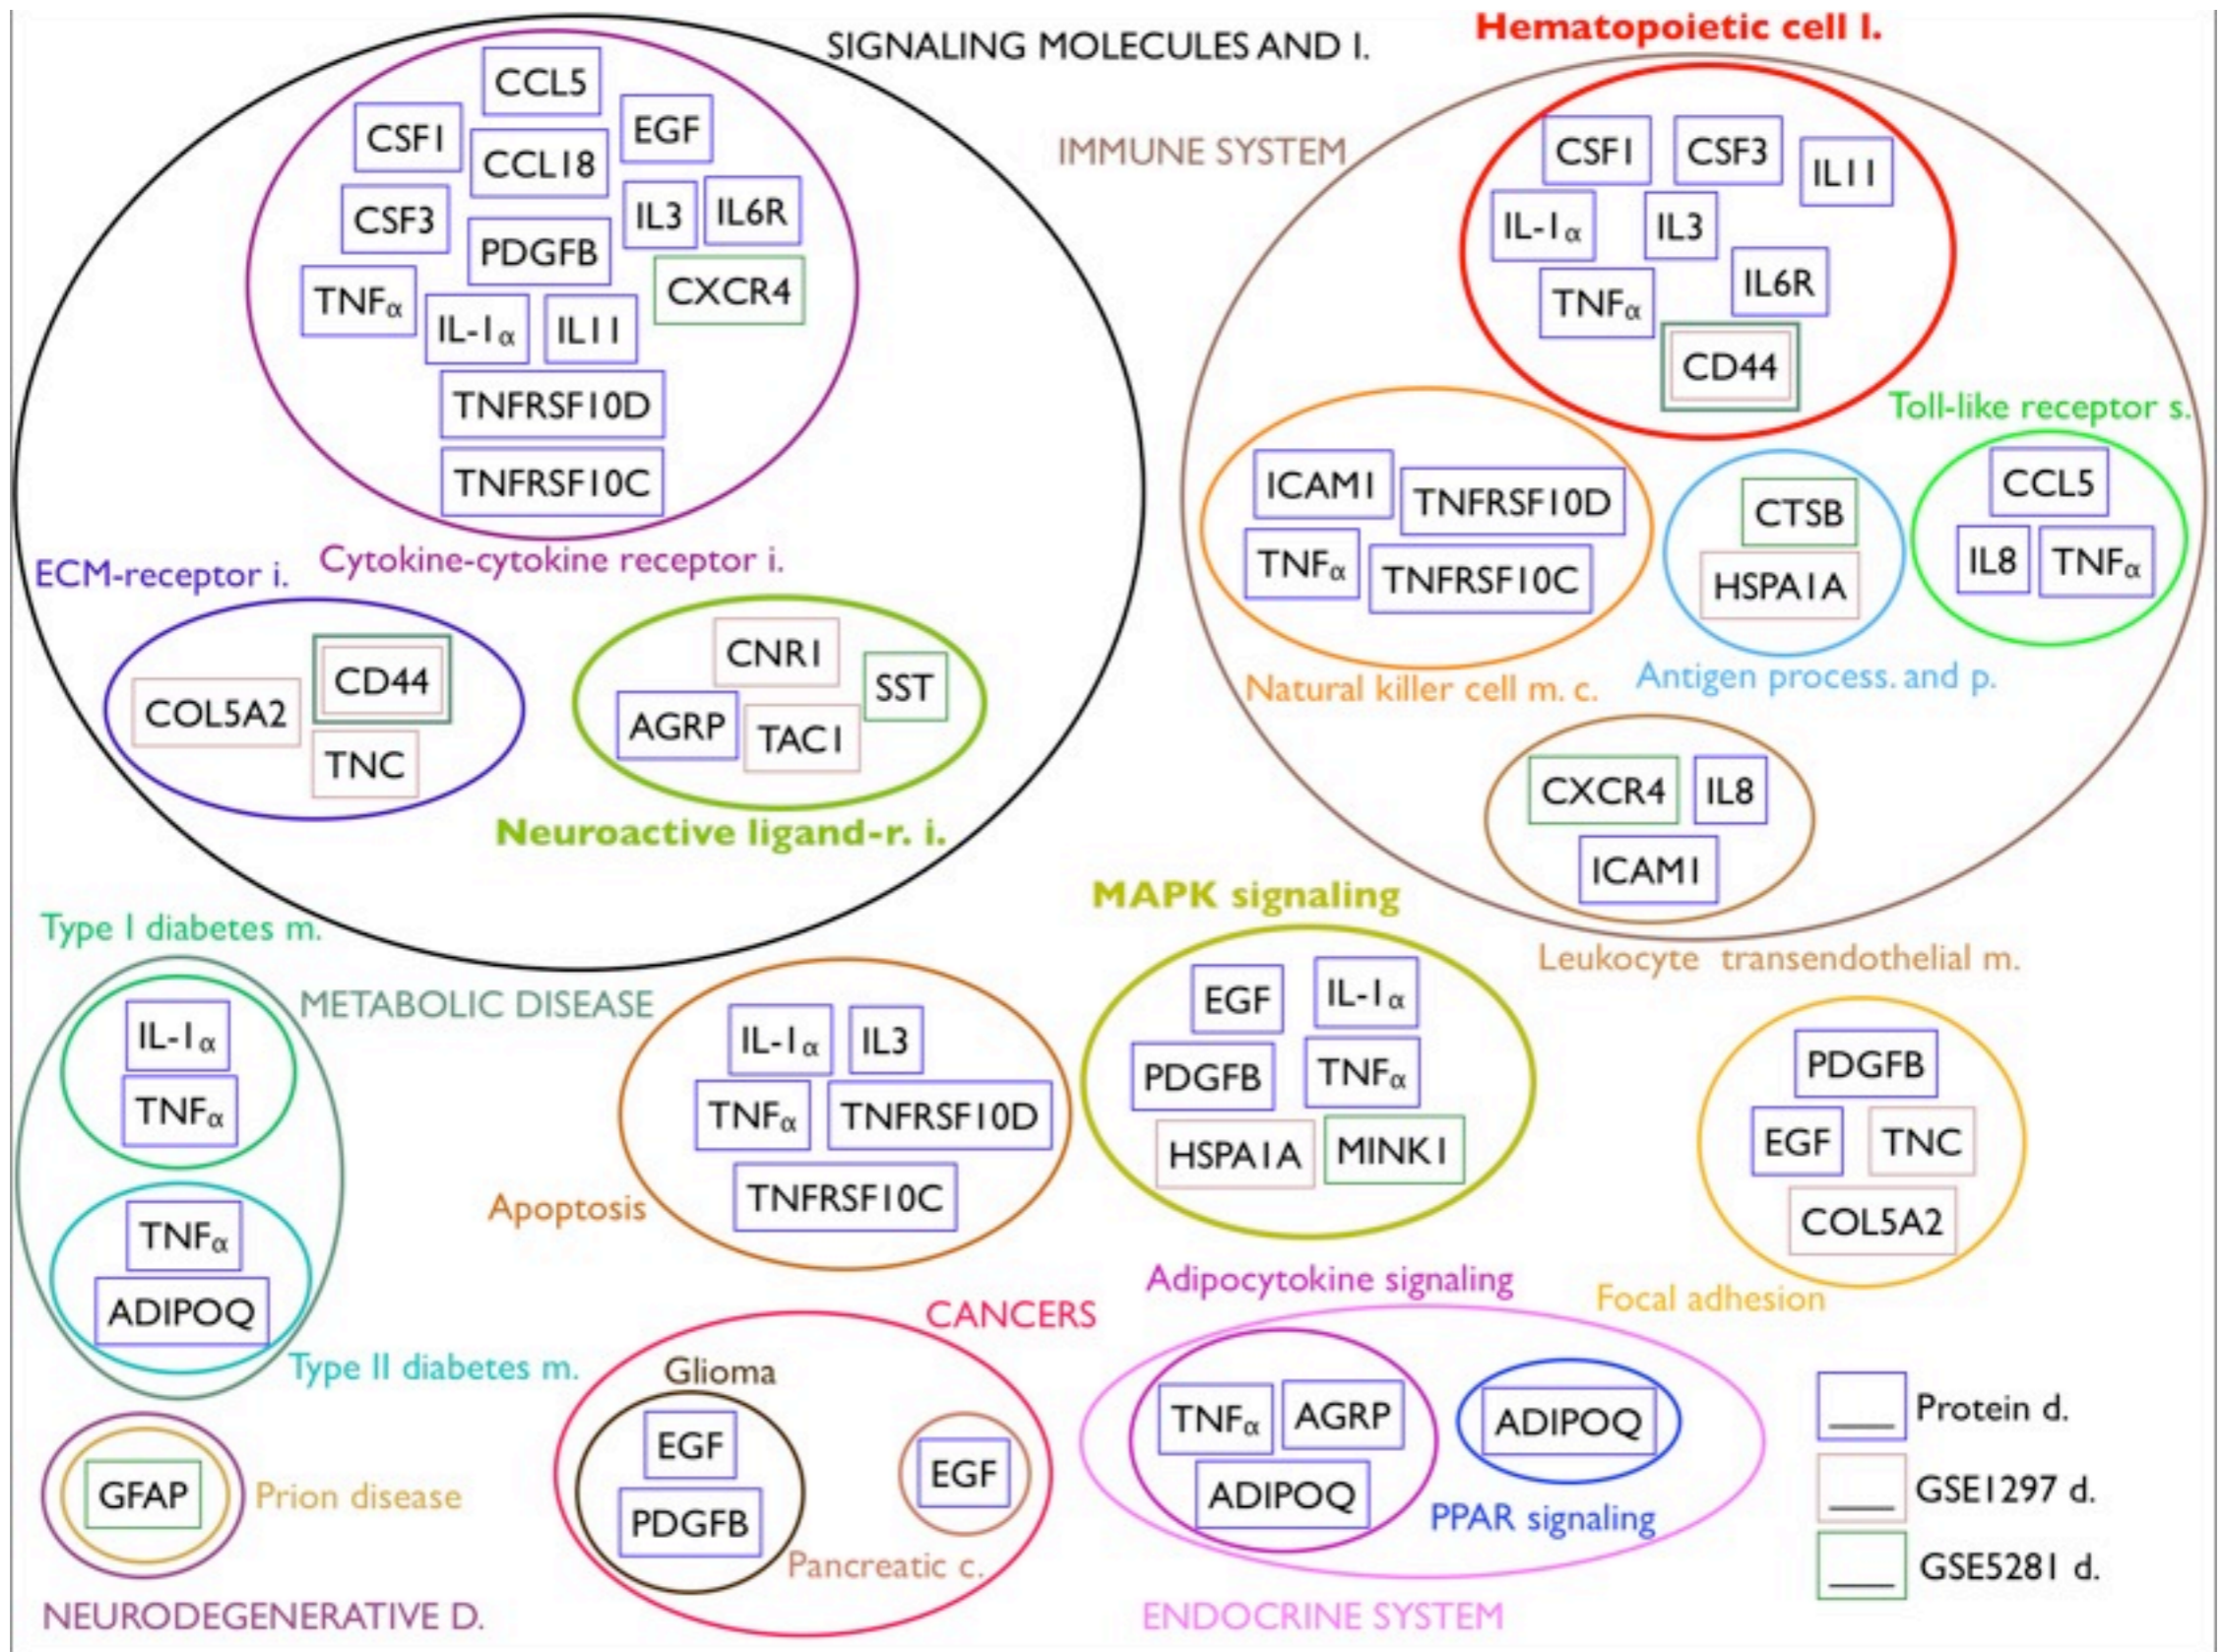 SIGNALING MOLECULES AND I.
CCL5
CSF1
EGF
CCL18
CSF3
IL3
IL6R
PDGFB
CXCR4
TNFα
IL-1α
IL11
TNFRSF10D
TNFRSF10C
Cytokine-cytokine receptor i.
ECM-receptor i.
CD44
COL5A2
TNC
CNR1
SST
AGRP
TAC1
Neuroactive ligand-r. i.
Hematopoietic cell l.
IMMUNE SYSTEM
CSF1
CSF3
IL11
IL-1α
IL3
IL6R
TNFα
CD44
Toll-like receptor s.
CCL5
IL8
TNFα
ICAM1
TNFRSF10D
TNFα
TNFRSF10C
Natural killer cell m. c.
CTSB
HSPA1A
Antigen process. and p.
CXCR4
IL8
ICAM1
Leukocyte transendothelial m.
Type I diabetes m.
METABOLIC DISEASE
IL-1α
TNFα
TNFα
ADIPOQ
Type II diabetes m.
IL-1α
IL3
TNFα
TNFRSF10D
TNFRSF10C
Apoptosis
MAPK signaling
EGF
IL-1α
PDGFB
TNFα
HSPA1A
MINK1
PDGFB
EGF
TNC
COL5A2
Focal adhesion
GFAP
Prion disease
NEURODEGENERATIVE D.
CANCERS
Glioma
EGF
PDGFB
EGF
Pancreatic c.
Adipocytokine signaling
TNFα
AGRP
ADIPOQ
ADIPOQ
PPAR signaling
ENDOCRINE SYSTEM
Protein d.
GSE1297 d.
GSE5281 d.